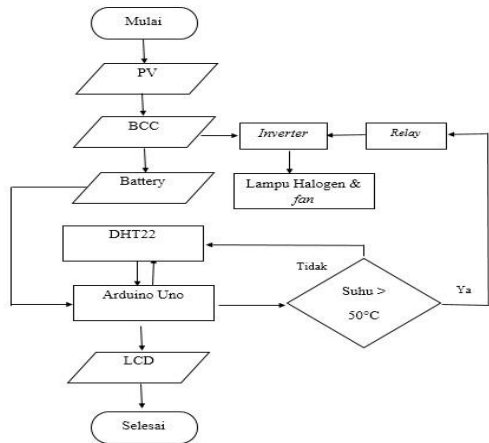 Mulai
PV
BCC
Inverter
Relay
Battery
Lampu Halogen &
fan
DHT22
Tidak
Suhu >
50°C
Ya
Arduino Uno
LCD
Selesai